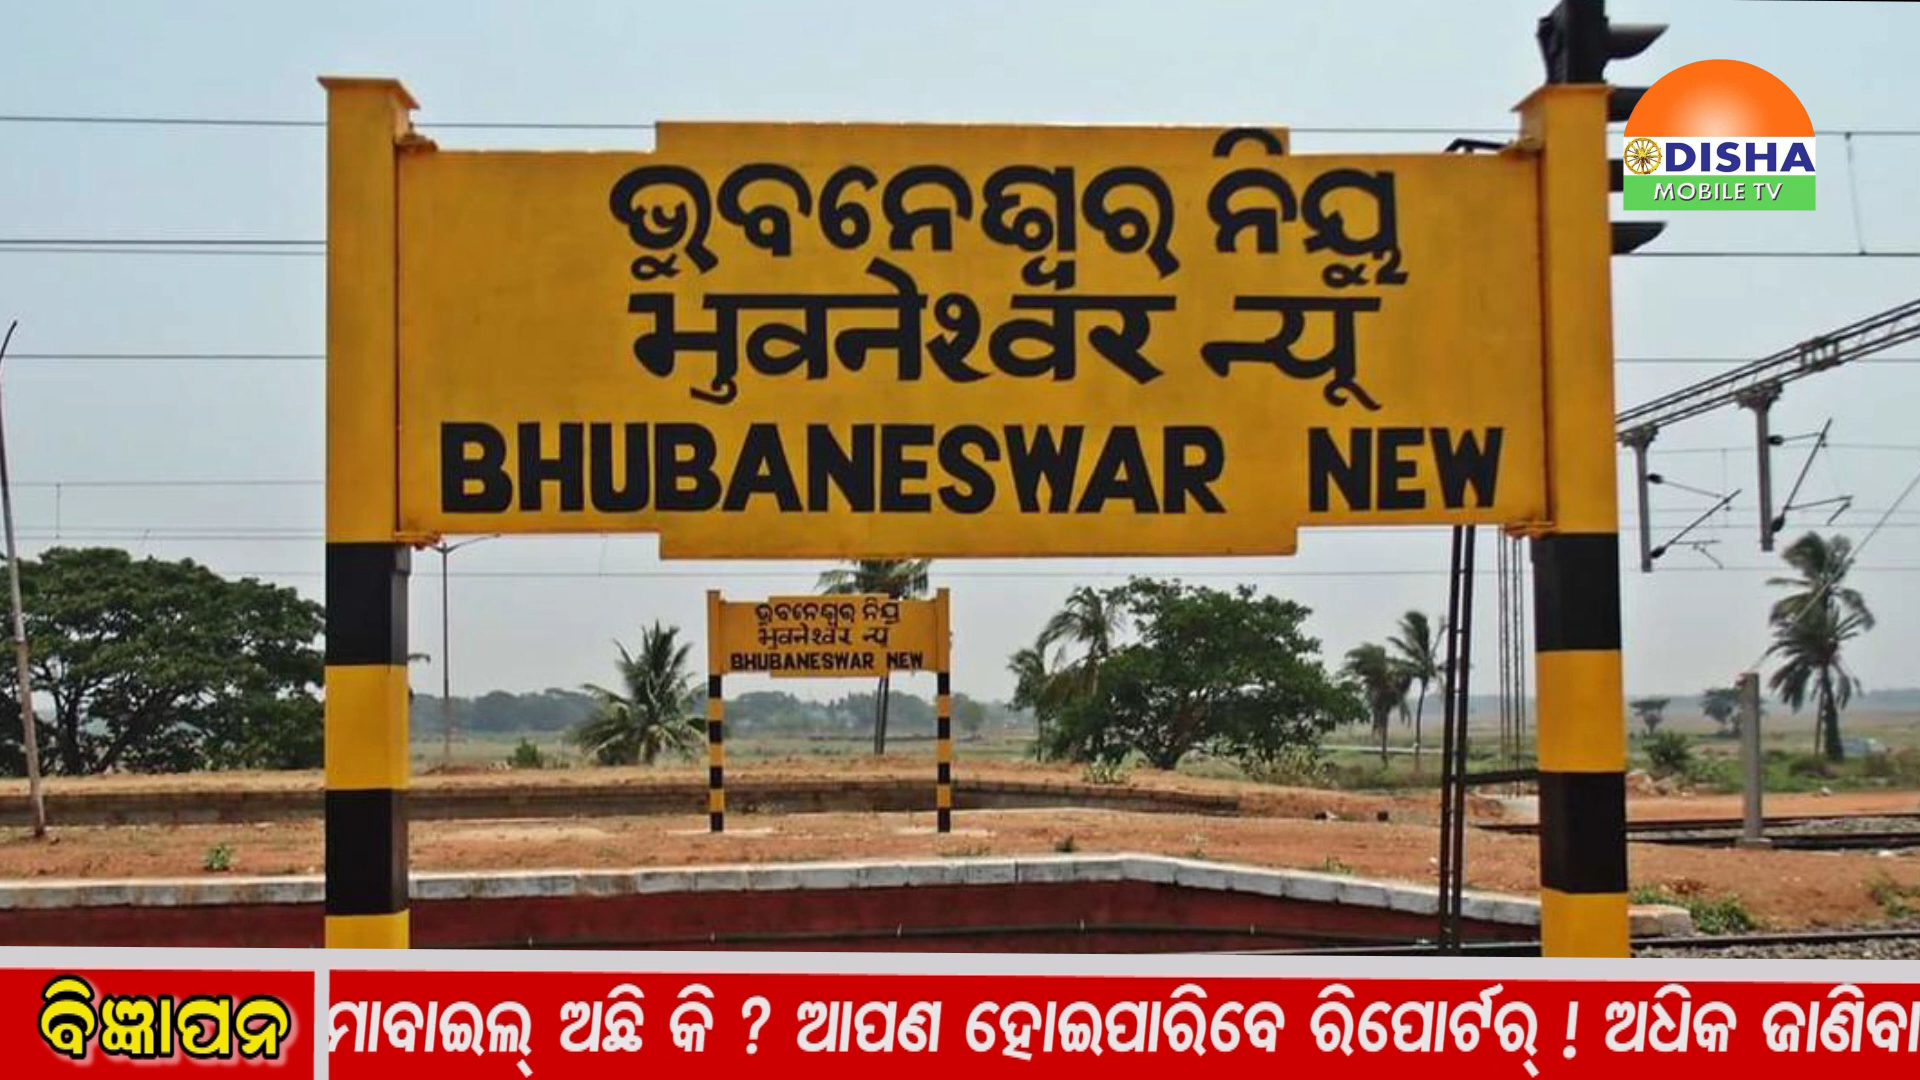 ଭୁବନେଶ୍ୱର ନିୟୁ
भुवनेश्वर न्यू
BHUBANESWAR NEW
ODISHA
MOBILE TV
ଭୁବନେଶ୍ୱର ନିୟୁ
भुवनेश्वर न्यू
BHUBANESWAR NEW
ବିଜ୍ଞାପନ
ମୋବାଇଲ୍ ଅଛି କି ? ଆପଣ ହୋଇପାରିବେ ରିପୋର୍ଟର୍ ! ଅଧିକ ଜାଣିବା